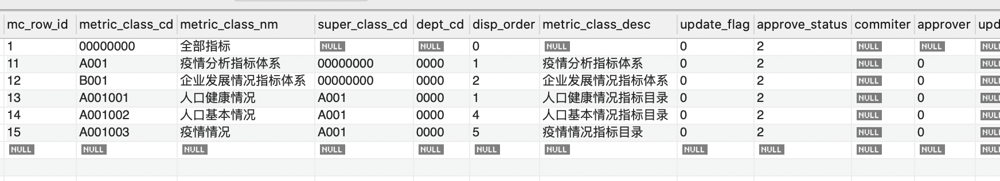 mc_row_id metric_class_cd metric_class_nm super_class_cd dept_cd disp_order metric_class_desc update_flag approve_status commiter approver upd
1 00000000 全部指标 NULL NULL 0 NULL 0 2 NULL NULL NULL
11 A001 疫情分析指标体系 00000000 0000 1 疫情分析指标体系 0 2 NULL 0 NULL
12 B001 企业发展情况指标体系 00000000 0000 2 企业发展情况指标体系 0 2 NULL 0 NULL
13 A001001 人口健康情况 A001 0000 1 人口健康情况指标目录 0 2 NULL 0 NULL
14 A001002 人口基本情况 A001 0000 4 人口基本情况指标目录 0 2 NULL 0 NULL
15 A001003 疫情情况 A001 0000 5 疫情情况指标目录 0 2 NULL 0 NULL
NULL NULL NULL NULL NULL NULL NULL NULL NULL NULL NULL NULL